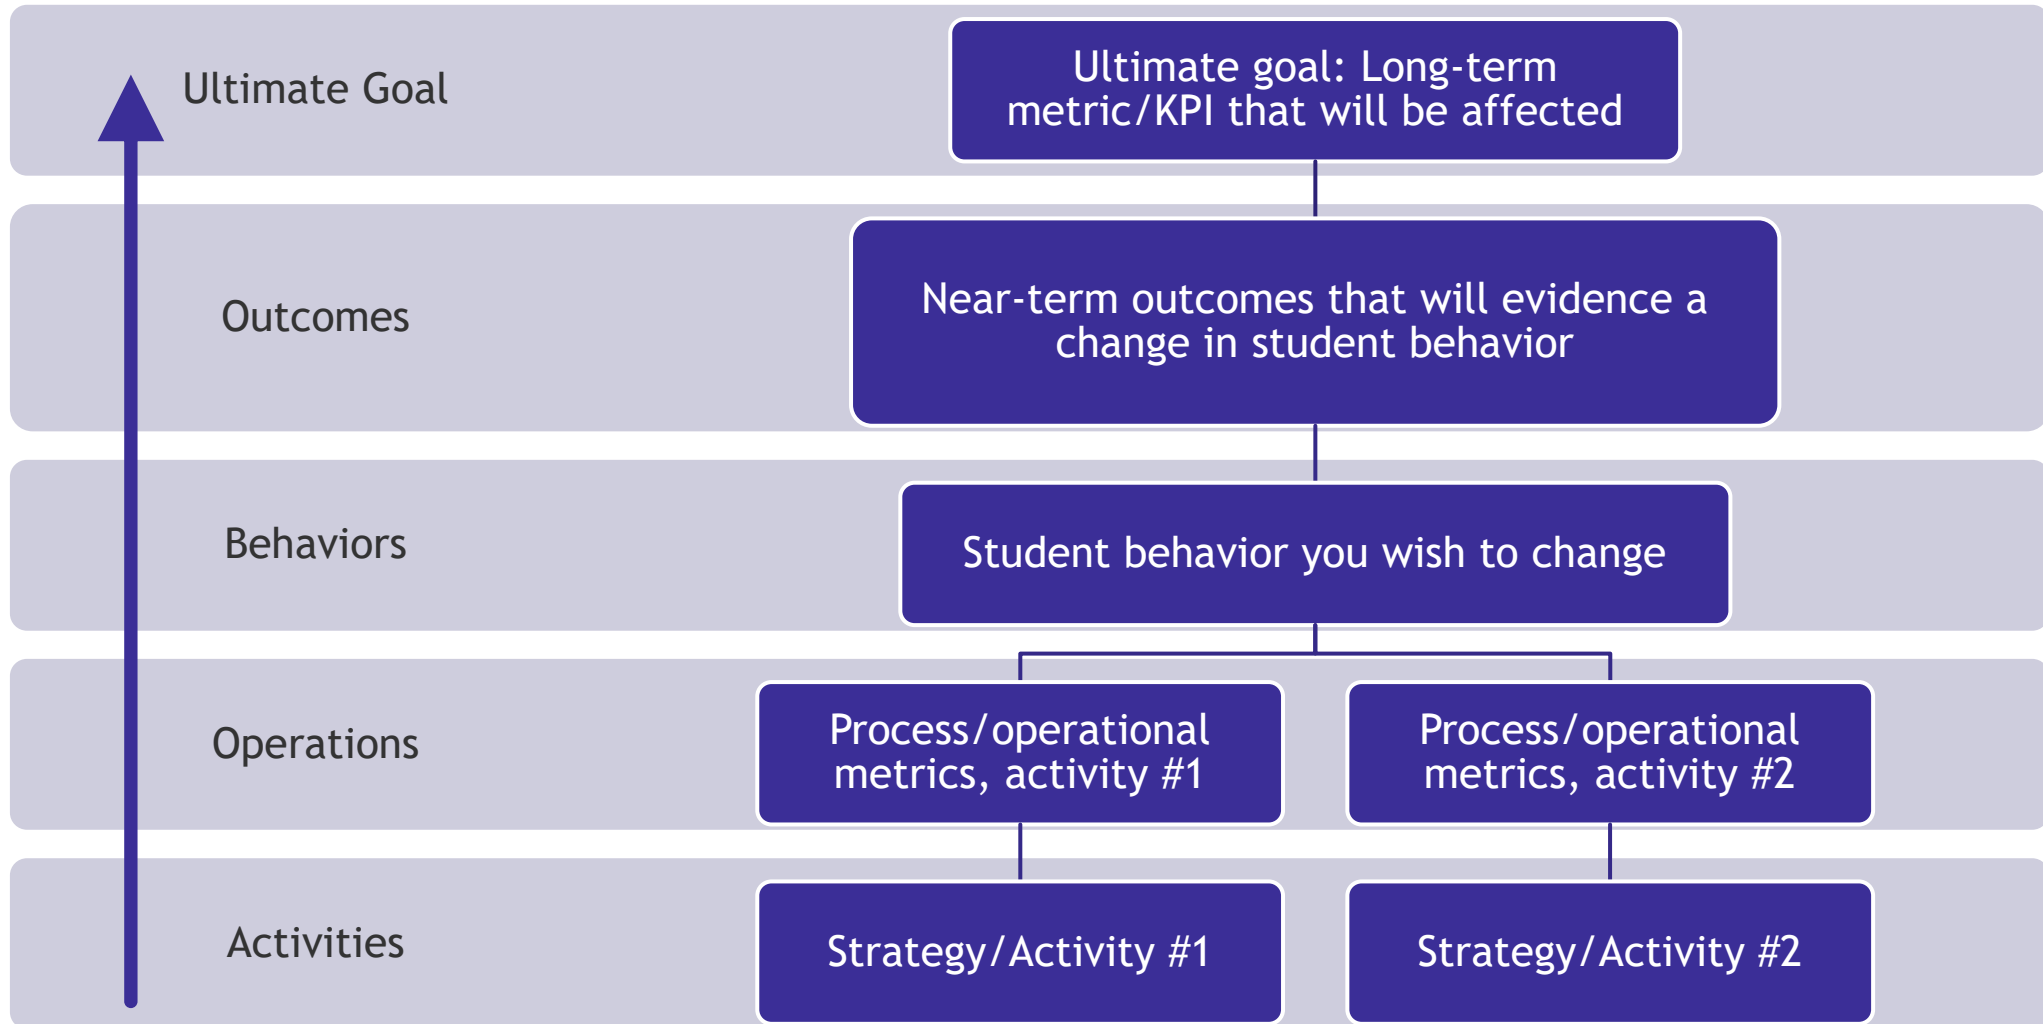 Ultimate Goal
Ultimate goal: Long-term
metric/KPI that will be affected
Outcomes
Near-term outcomes that will evidence a
change in student behavior
Behaviors
Student behavior you wish to change
Operations
Process/operational
metrics, activity #1
Process/operational
metrics, activity #2
Activities
Strategy/Activity #1
Strategy/Activity #2